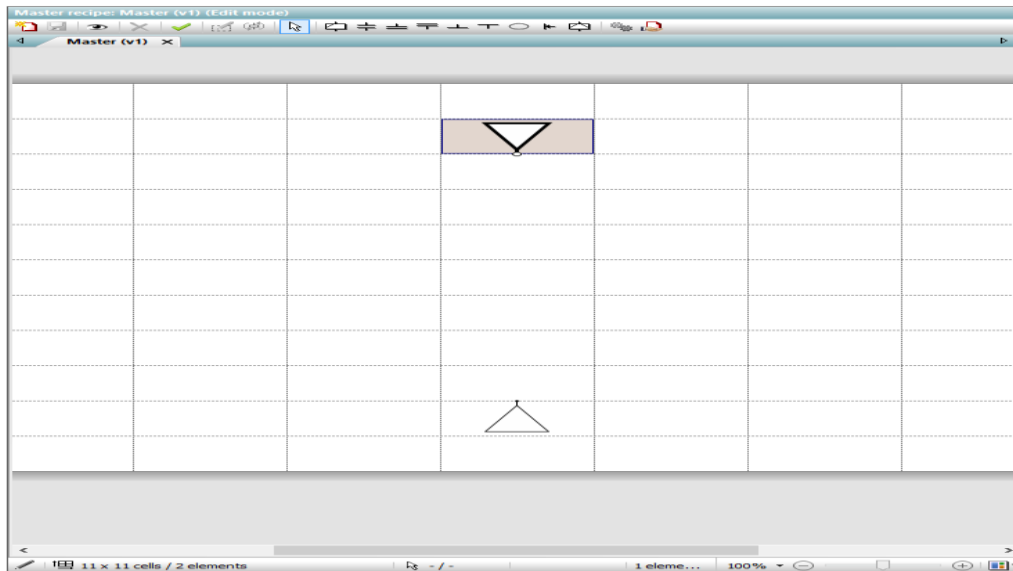 Master recipe: Master (v1) (Edit mode)
Master (v1)
11 x 11 cells / 2 elements
- / -
1 eleme...
100%